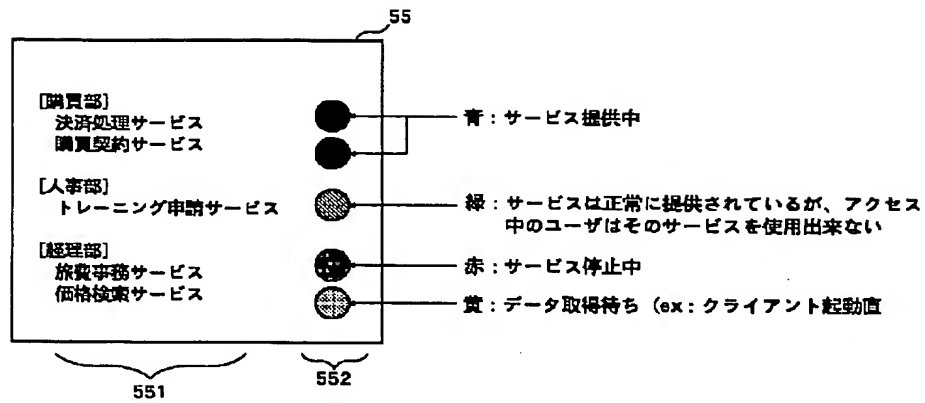 55
[購買部]
決済処理サービス
購買契約サービス
青：サービス提供中
[人事部]
トレーニング申請サービス
緑：サービスは正常に提供されているが、アクセス
中のユーザはそのサービスを使用出来ない
[経理部]
旅費事務サービス
価格検索サービス
赤：サービス停止中
黄：データ取得待ち（ex：クライアント起動直
551
552